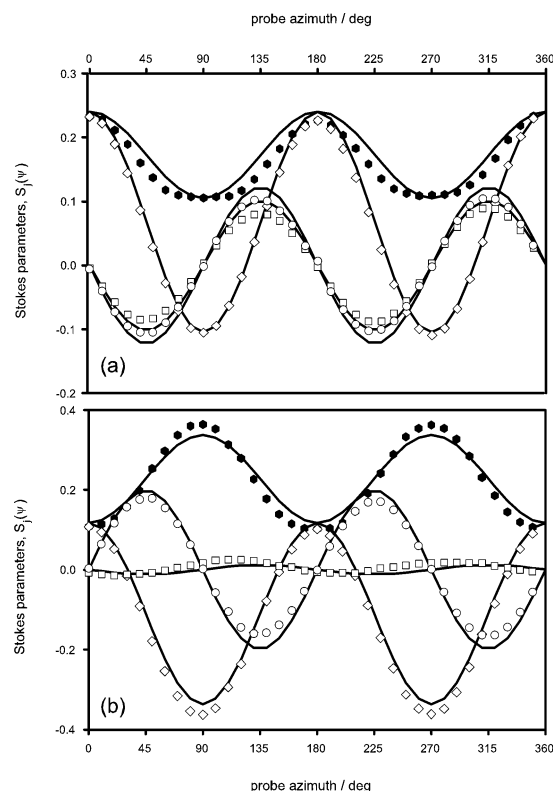 probe azimuth / deg
0 45 90 135 180 225 270 315 360
0.3
0.2
0.1
0.0
-0.1
-0.2
Stokes parameters, Sj(ψ)
(a)
0.4
0.2
0.0
-0.2
-0.4
Stokes parameters, Sj(ψ)
(b)
0 45 90 135 180 225 270 315 360
probe azimuth / deg